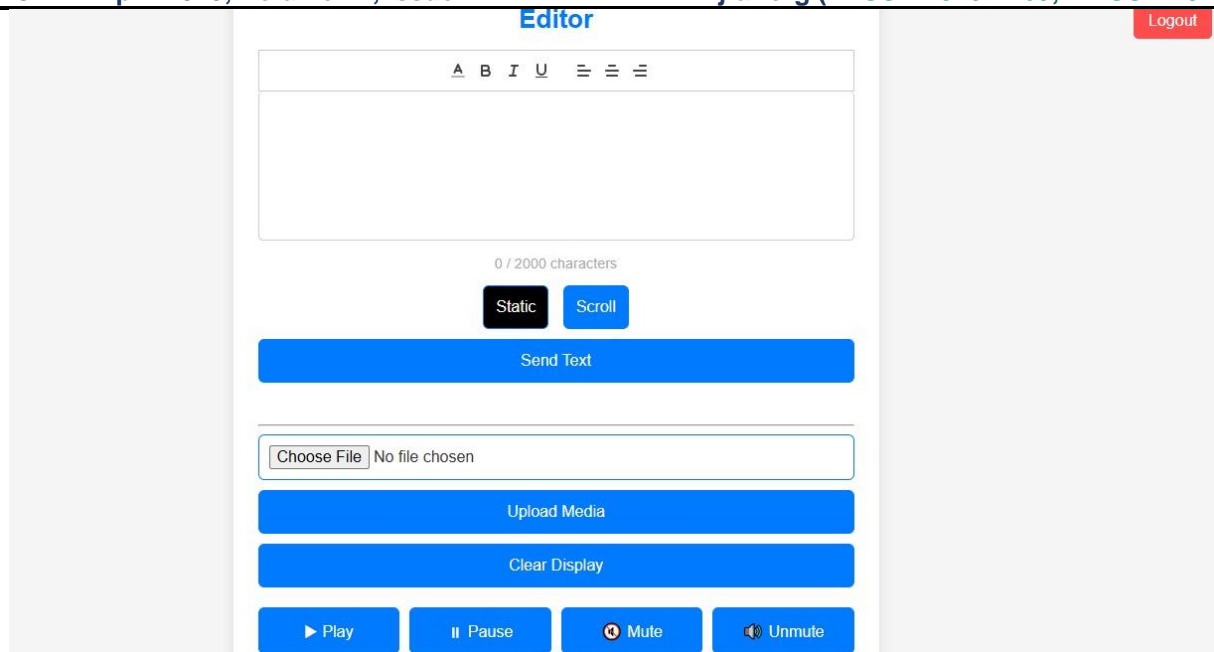 Editor
Logout
A B I U
0 / 2000 characters
Static Scroll
Send Text
Choose File No file chosen
Upload Media
Clear Display
Play Pause Mute Unmute